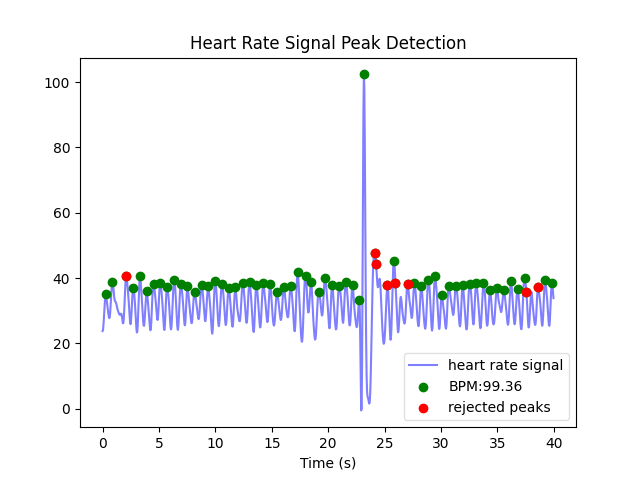 Heart Rate Signal Peak Detection
100
80
60
40
20
0
0 5 10 15 20 25 30 35 40
Time (s)
heart rate signal
BPM:99.36
rejected peaks